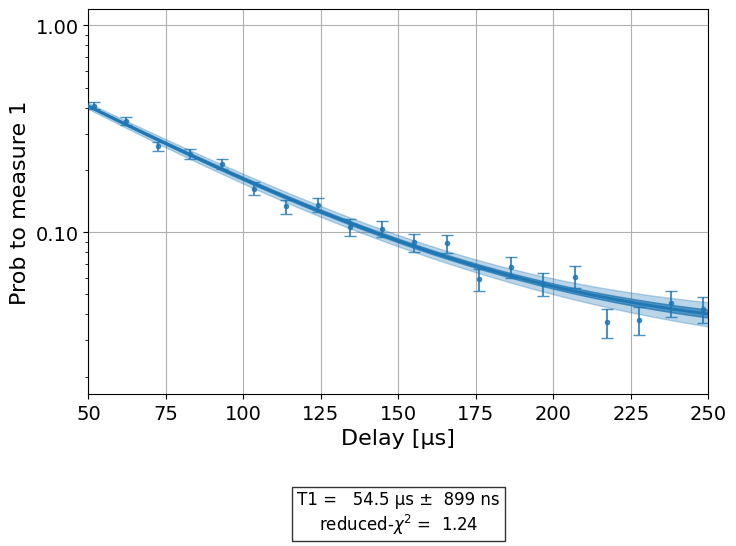 1.00
0.10
Prob to measure 1
50 75 100 125 150 175 200 225 250
Delay [µs]
T1 = 54.5 µs ± 899 ns
reduced-χ² = 1.24